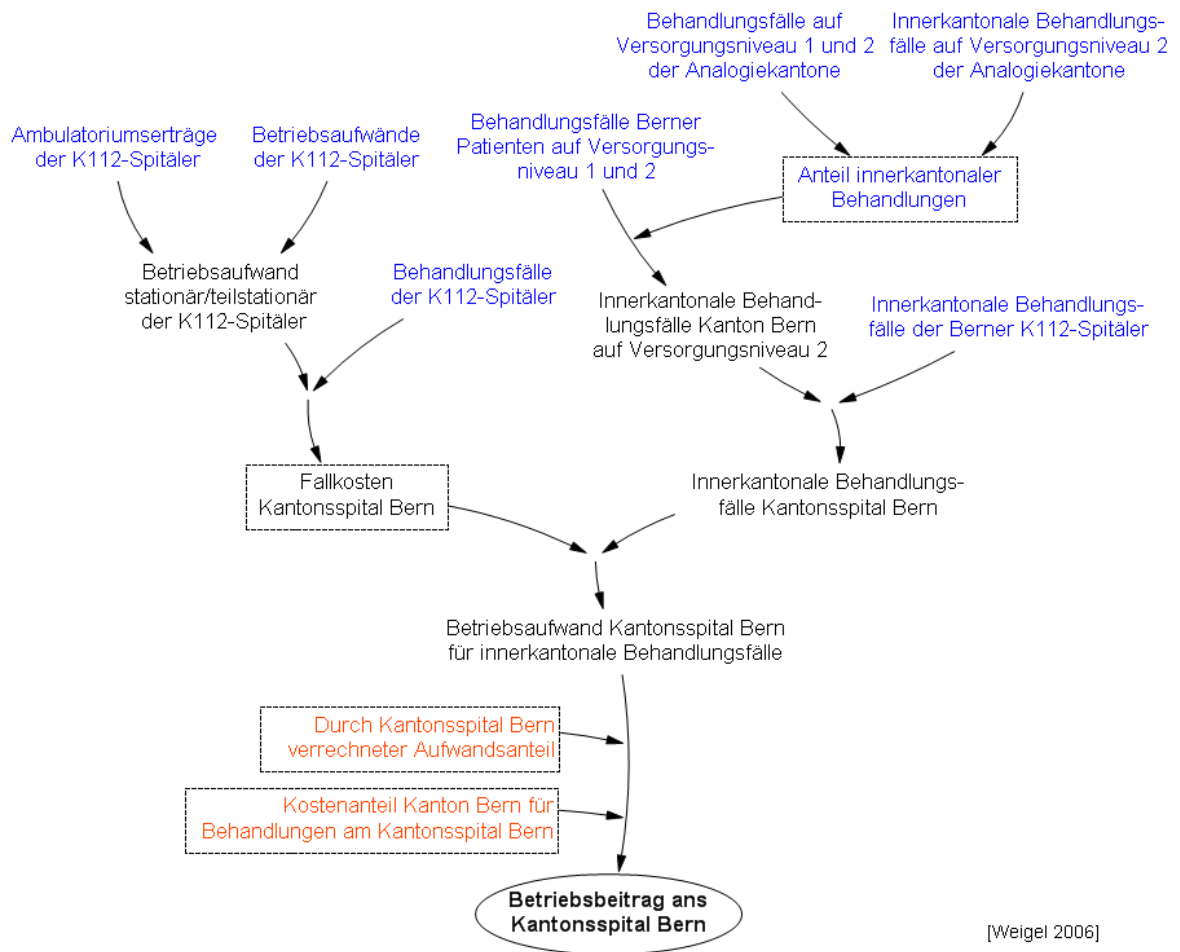 Behandlungsfälle auf
Versorgungsniveau 1 und 2
der Analogiekantone
Innerkantonale Behandlungs-
fälle auf Versorgungsniveau 2
der Analogiekantone
Ambulatoriumserträge
der K112-Spitäler
Betriebsaufwände
der K112-Spitäler
Behandlungsfälle Berner
Patienten auf Versorgungs-
niveau 1 und 2
Anteil innerkantonaler
Behandlungen
Betriebsaufwand
stationär/teilstationär
der K112-Spitäler
Behandlungsfälle
der K112-Spitäler
Innerkantonale Behand-
lungsfälle Kanton Bern
auf Versorgungsniveau 2
Innerkantonale Behandlungs-
fälle der Berner K112-Spitäler
Fallkosten
Kantonsspital Bern
Innerkantonale Behandlungs-
fälle Kantonsspital Bern
Betriebsaufwand Kantonsspital Bern
für innerkantonale Behandlungsfälle
Durch Kantonsspital Bern
verrechneter Aufwandsanteil
Kostenanteil Kanton Bern für
Behandlungen am Kantonsspital Bern
Betriebsbeitrag ans
Kantonsspital Bern
[Weigel 2006]